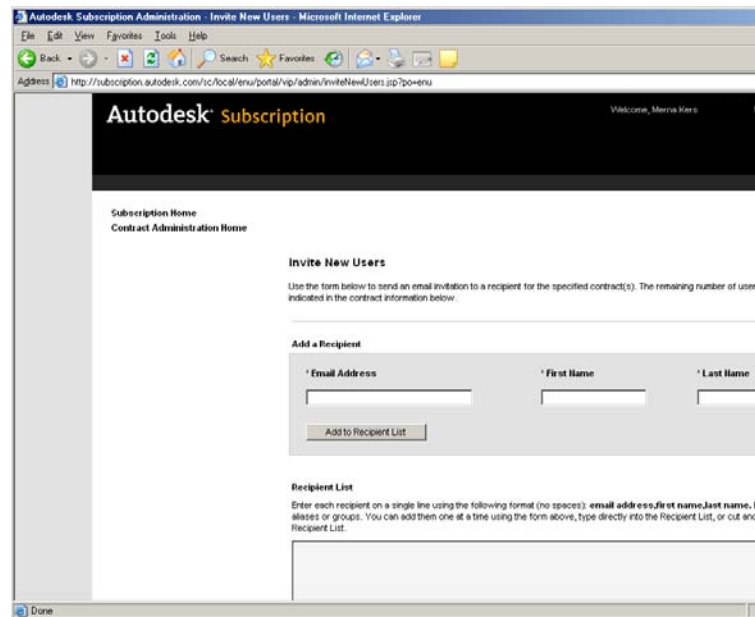 Autodesk Subscription Administration - Invite New Users - Microsoft Internet Explorer
File Edit View Favorites Tools Help
Back Search Favorites
Address http://subscription.autodesk.com/sc/local/enu/portal/vip/admin/inviteNewUsers.jsp?po=enu
Autodesk Subscription
Welcome, Merna Kers
Subscription Home
Contract Administration Home
Invite New Users
Use the form below to send an email invitation to a recipient for the specified contract(s). The remaining number of user
indicated in the contract information below.
Add a Recipient
* Email Address * First Name * Last Name
Add to Recipient List
Recipient List
Enter each recipient on a single line using the following format (no spaces): email address,first name,last name.
aliases or groups. You can add them one at a time using the form above, type directly into the Recipient List, or cut and
Recipient List.
Done